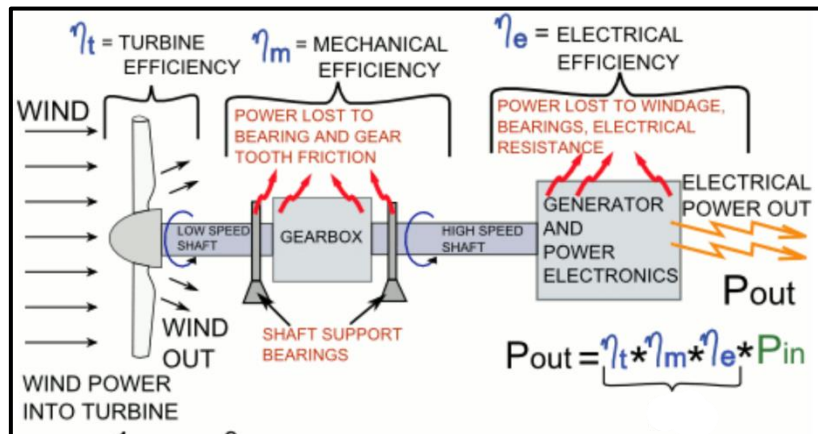 ηt = TURBINE
EFFICIENCY
ηm = MECHANICAL
EFFICIENCY
ηe = ELECTRICAL
EFFICIENCY
WIND
POWER LOST TO
BEARING AND GEAR
TOOTH FRICTION
POWER LOST TO WINDAGE,
BEARINGS, ELECTRICAL
RESISTANCE
LOW SPEED
SHAFT
GEARBOX
HIGH SPEED
SHAFT
GENERATOR
AND
POWER
ELECTRONICS
ELECTRICAL
POWER OUT
Pout
WIND
OUT
SHAFT SUPPORT
BEARINGS
WIND POWER
INTO TURBINE
Pout = ηt*ηm*ηe*Pin